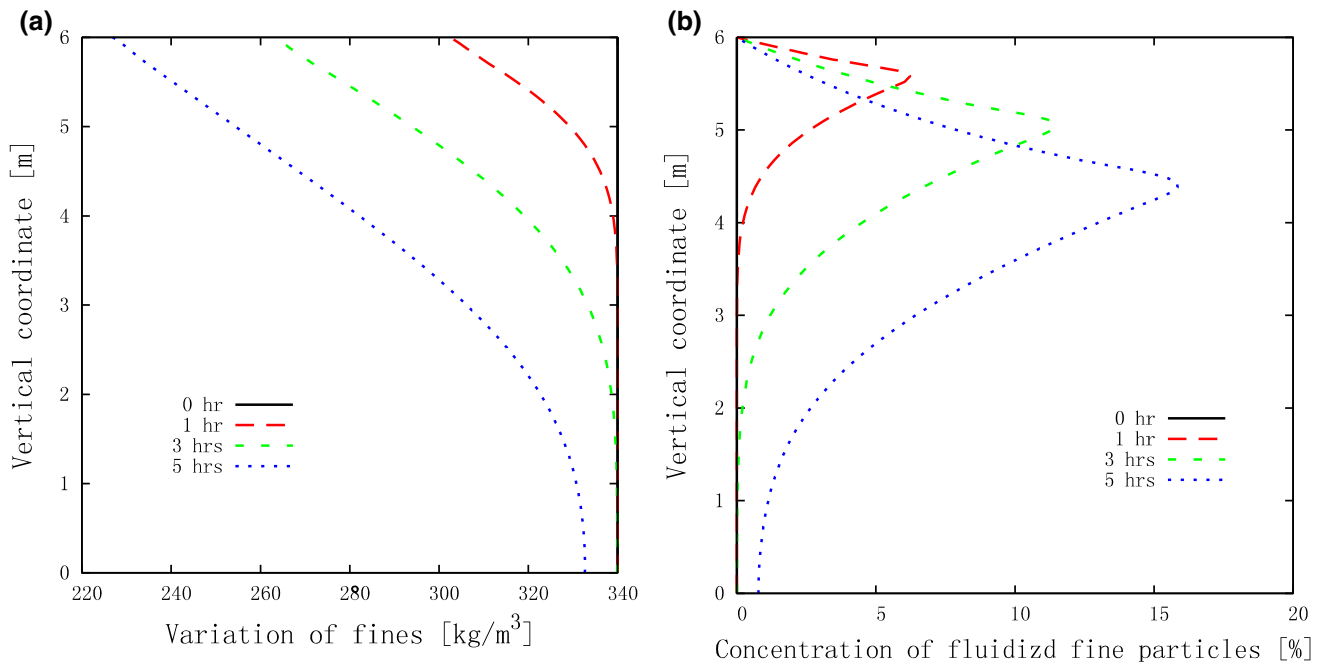 (a)
6
5
4
3
2
1
0
Vertical coordinate [m]
0 hr
1 hr
3 hrs
5 hrs
220 240 260 280 300 320 340
Variation of fines [kg/m³]
(b)
6
5
4
3
2
1
0
Vertical coordinate [m]
0 hr
1 hr
3 hrs
5 hrs
0 5 10 15 20
Concentration of fluidizd fine particles [%]